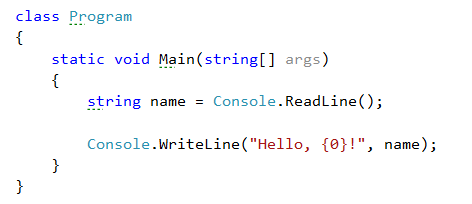 class Program
{
    static void Main(string[] args)
    {
        string name = Console.ReadLine();

        Console.WriteLine("Hello, {0}!", name);
    }
}